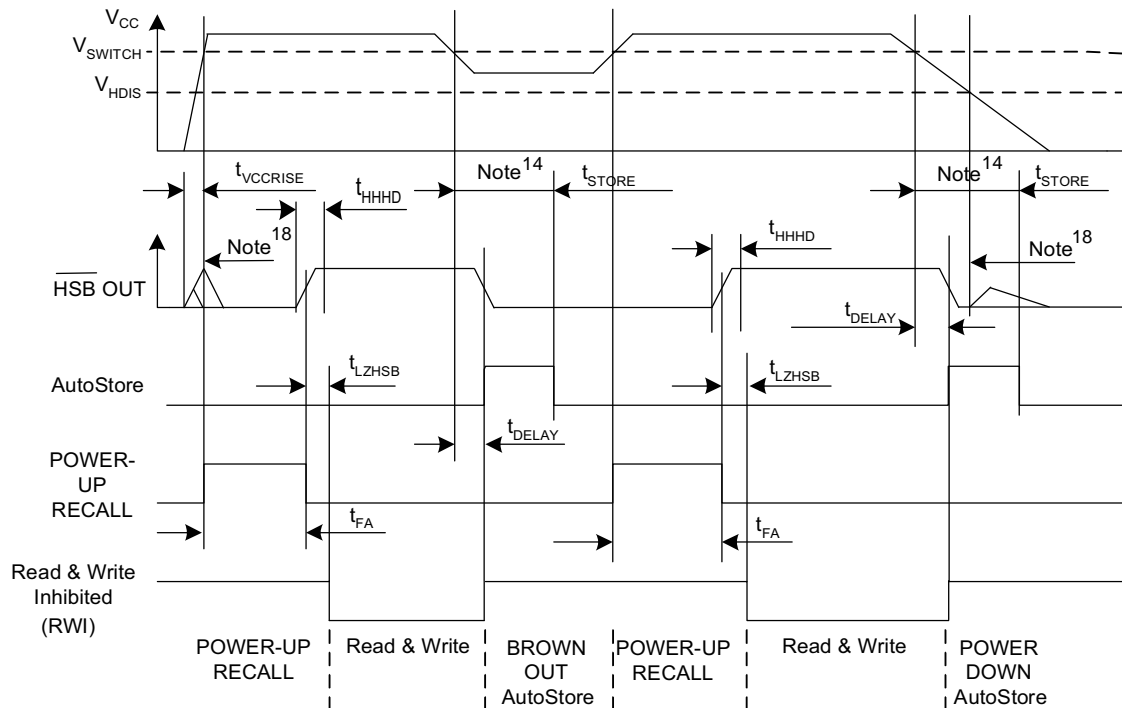 VCC
VSWITCH
VHDIS
tVCCRISE
tHHHD
Note14
tSTORE
Note14
tSTORE
Note18
tHHHD
Note18
HSB OUT
tDELAY
AutoStore
tLZHSB
tLZHSB
tDELAY
POWER-
UP
RECALL
tFA
tFA
Read & Write
Inhibited
(RWI)
POWER-UP
RECALL
Read & Write
BROWN
OUT
AutoStore
POWER-UP
RECALL
Read & Write
POWER
DOWN
AutoStore